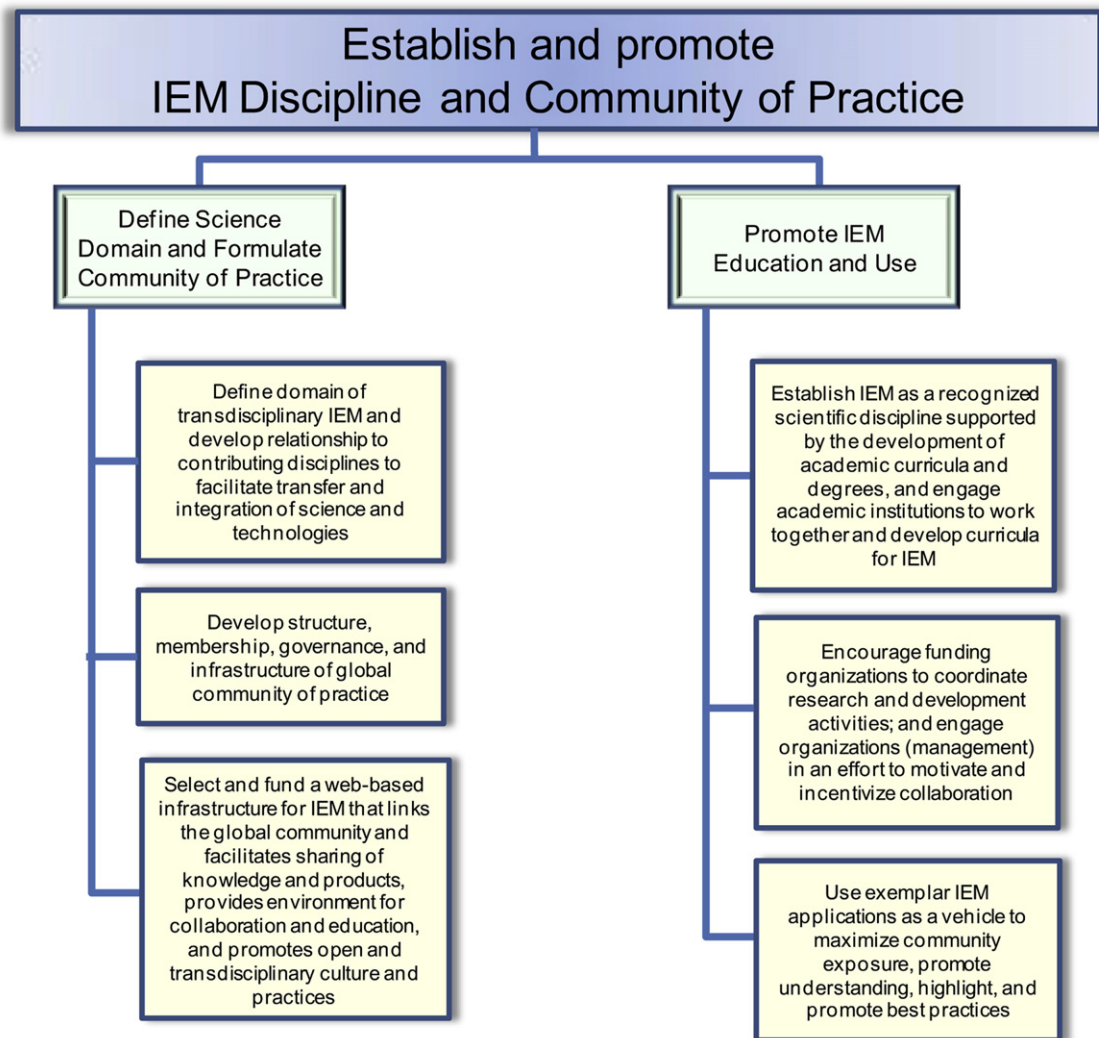 Establish and promote
IEM Discipline and Community of Practice
Define Science
Domain and Formulate
Community of Practice
Define domain of
transdisciplinary IEM and
develop relationship to
contributing disciplines to
facilitate transfer and
integration of science and
technologies
Develop structure,
membership, governance, and
infrastructure of global
community of practice
Select and fund a web-based
infrastructure for IEM that links
the global community and
facilitates sharing of
knowledge and products,
provides environment for
collaboration and education,
and promotes open and
transdisciplinary culture and
practices
Promote IEM
Education and Use
Establish IEM as a recognized
scientific discipline supported
by the development of
academic curricula and
degrees, and engage
academic institutions to work
together and develop curricula
for IEM
Encourage funding
organizations to coordinate
research and development
activities; and engage
organizations (management)
in an effort to motivate and
incentivize collaboration
Use exemplar IEM
applications as a vehicle to
maximize community
exposure, promote
understanding, highlight, and
promote best practices